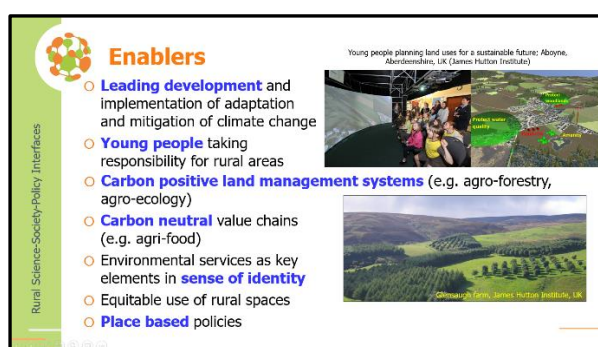 Enablers
Young people planning land uses for a sustainable future; Aboyne,
Aberdeenshire, UK (James Hutton Institute)
Leading development and
implementation of adaptation
and mitigation of climate change
Young people taking
responsibility for rural areas
Carbon positive land management systems (e.g. agro-forestry,
agro-ecology)
Carbon neutral value chains
(e.g. agri-food)
Environmental services as key
elements in sense of identity
Equitable use of rural spaces
Place based policies
Protect water
quality
Amenity
Glensaugh farm, James Hutton Institute, UK
Rural Science-Society-Policy Interfaces